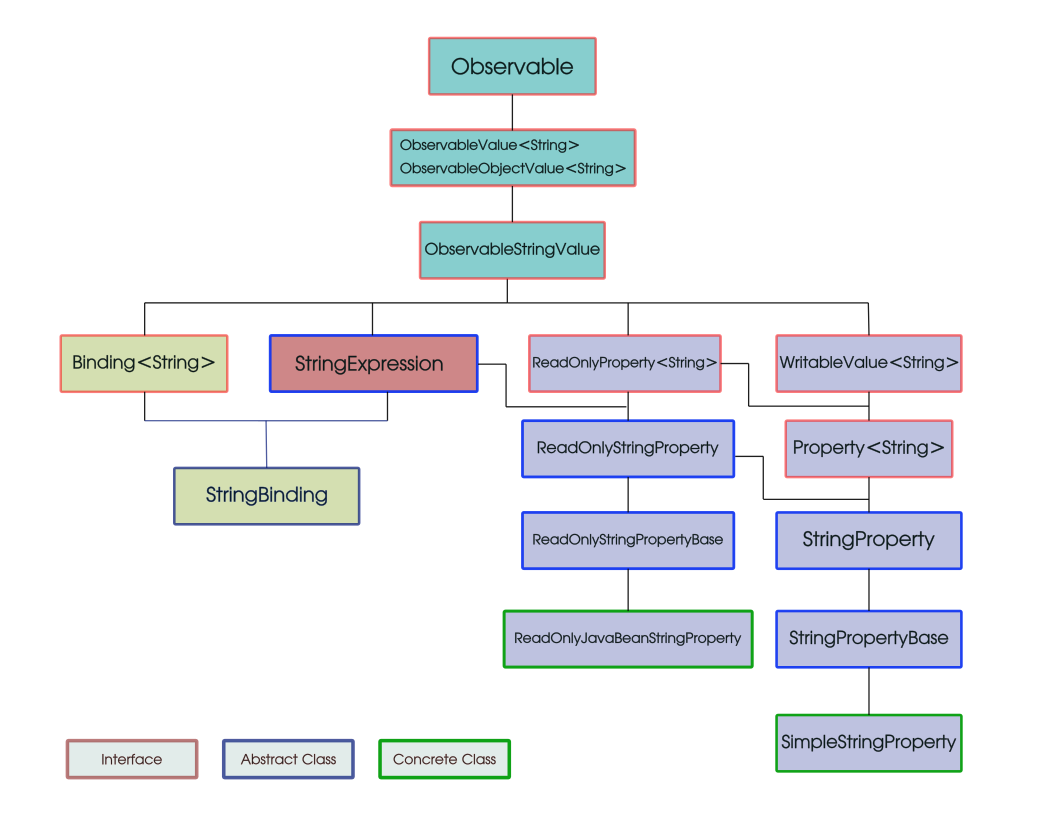 Observable
ObservableValue<String>
ObservableObjectValue<String>
ObservableStringValue
Binding<String>
StringExpression
ReadOnlyProperty<String>
WritableValue<String>
ReadOnlyStringProperty
Property<String>
StringBinding
ReadOnlyStringPropertyBase
StringProperty
ReadOnlyJavaBeanStringProperty
StringPropertyBase
SimpleStringProperty
Interface
Abstract Class
Concrete Class